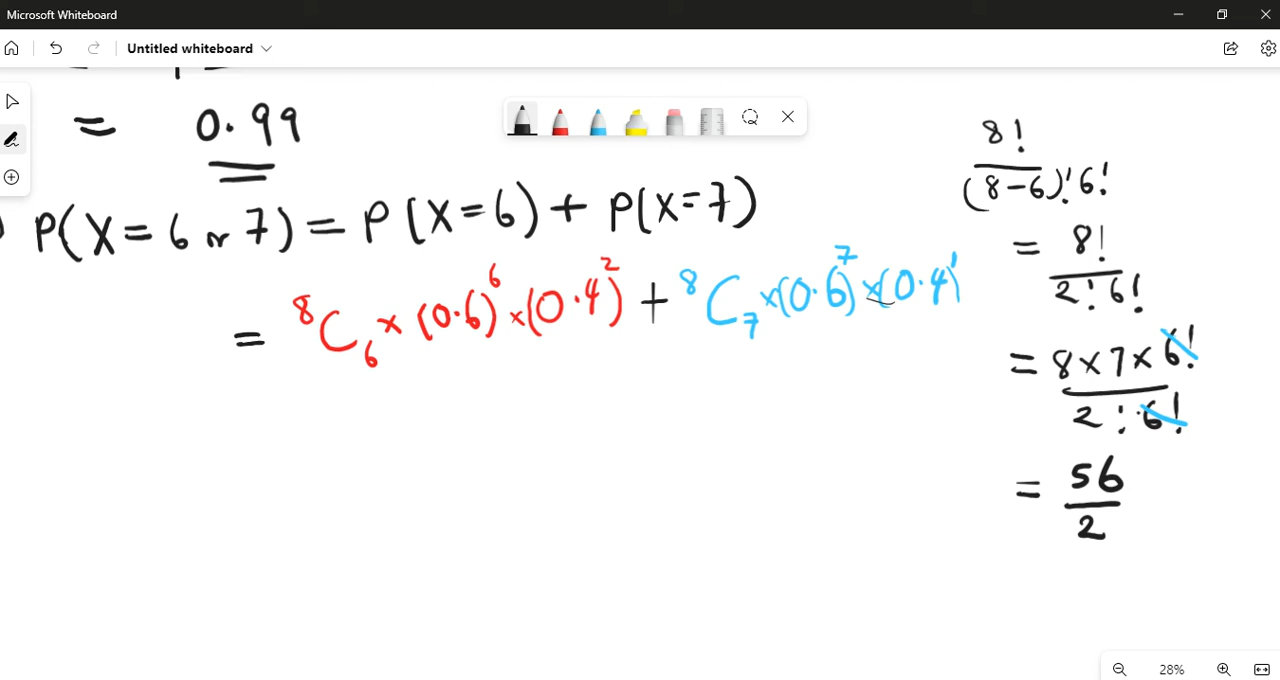 Microsoft Whiteboard
Untitled whiteboard
= 0.99
P(X = 6 or 7) = P(X=6) + P(X=7)
= ⁸C₆ × (0.6)⁶ × (0.4)² + ⁸C₇ × (0.6)⁷ × (0.4)¹
8!
(8-6)! 6!
= 8!
2! 6!
= 8 × 7 × 6!
2! · 6!
= 56
2
28%